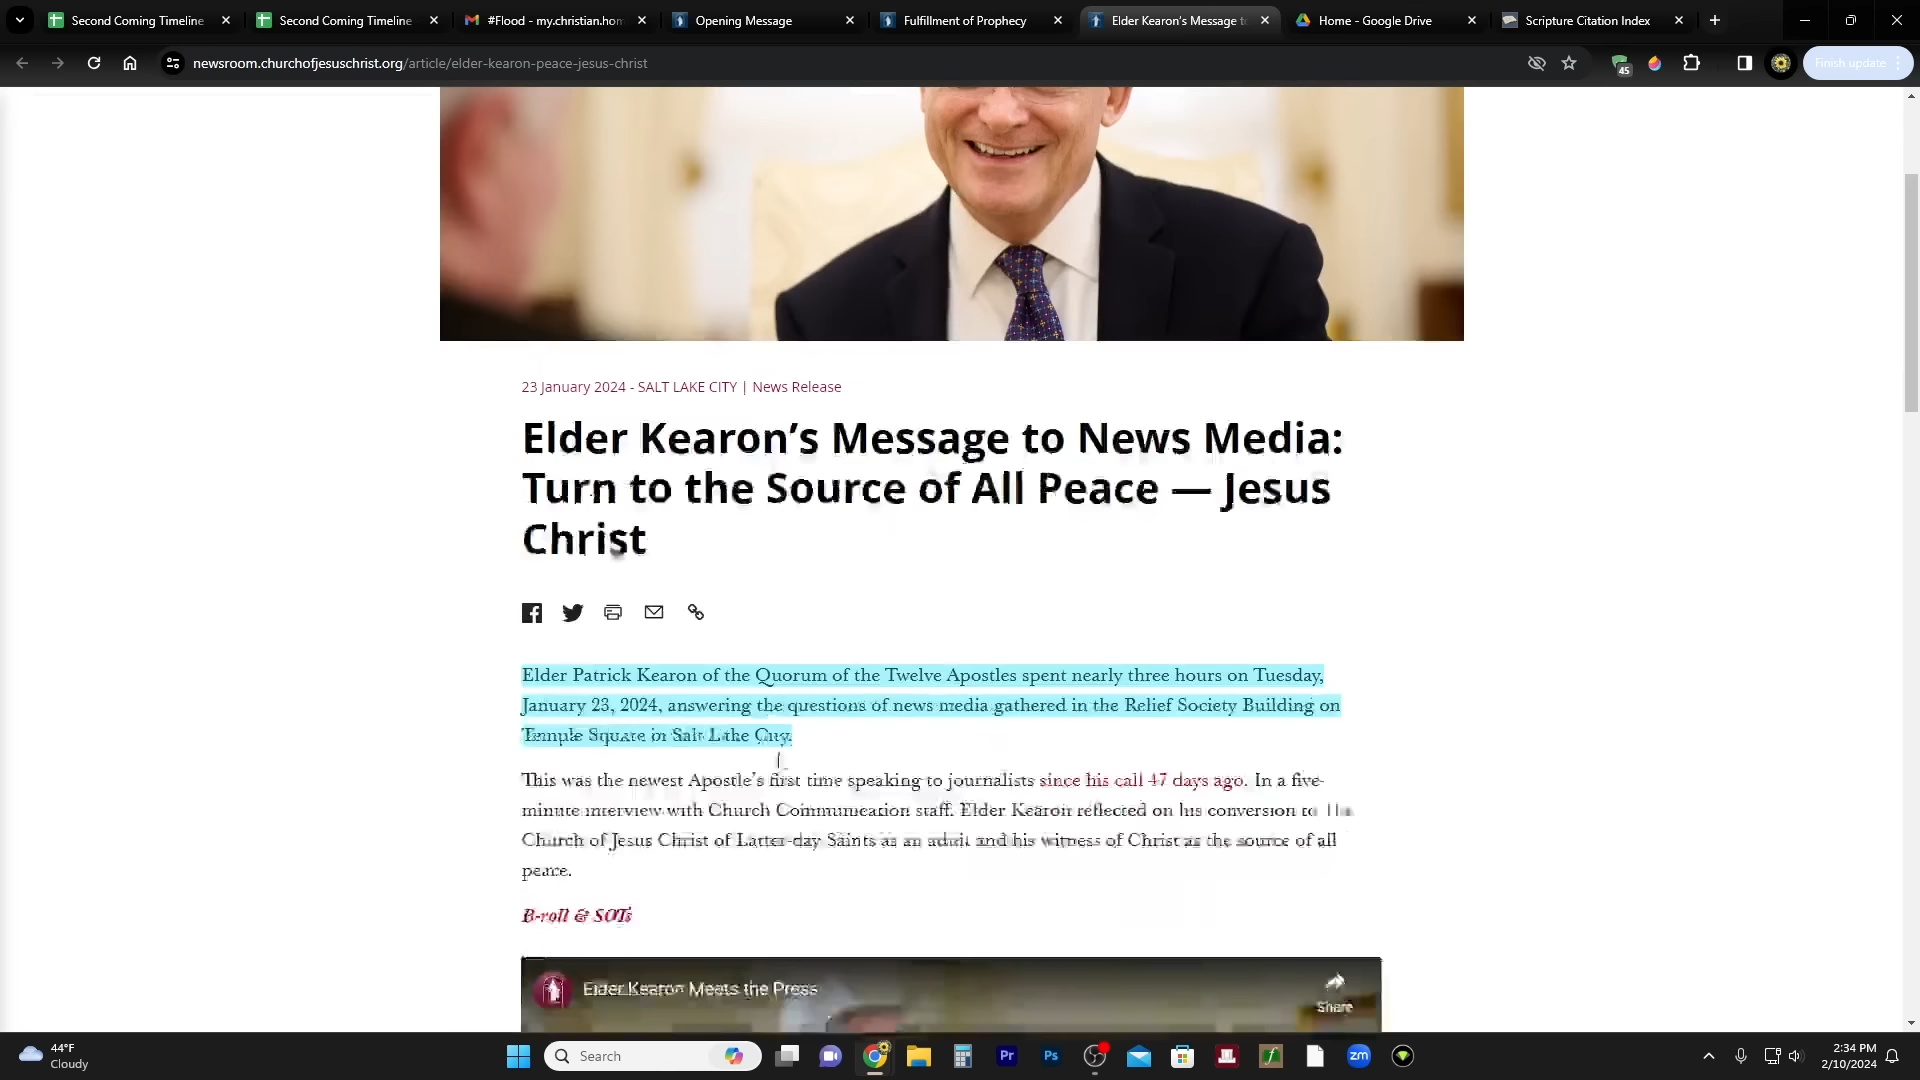 Second Coming Timeline
Second Coming Timeline
#Flood - my.christian.hom
Opening Message
Fulfillment of Prophecy
Elder Kearon's Message to
Home - Google Drive
Scripture Citation Index
newsroom.churchofjesuschrist.org/article/elder-kearon-peace-jesus-christ
45
Finish update
23 January 2024 - SALT LAKE CITY | News Release
Elder Kearon’s Message to News Media:
Turn to the Source of All Peace — Jesus
Christ
Elder Patrick Kearon of the Quorum of the Twelve Apostles spent nearly three hours on Tuesday,
January 23, 2024, answering the questions of news media gathered in the Relief Society Building on
Temple Square in Salt Lake City.
This was the newest Apostle’s first time speaking to journalists since his call 47 days ago. In a five-
minute interview with Church Communication staff, Elder Kearon reflected on his conversion to The
Church of Jesus Christ of Latter-day Saints as an adult and his witness of Christ as the source of all
peace.
B-roll & SOTs
Elder Kearon Meets the Press
Share
44°F
Cloudy
Search
Pr
Ps
zm
2:34 PM
2/10/2024